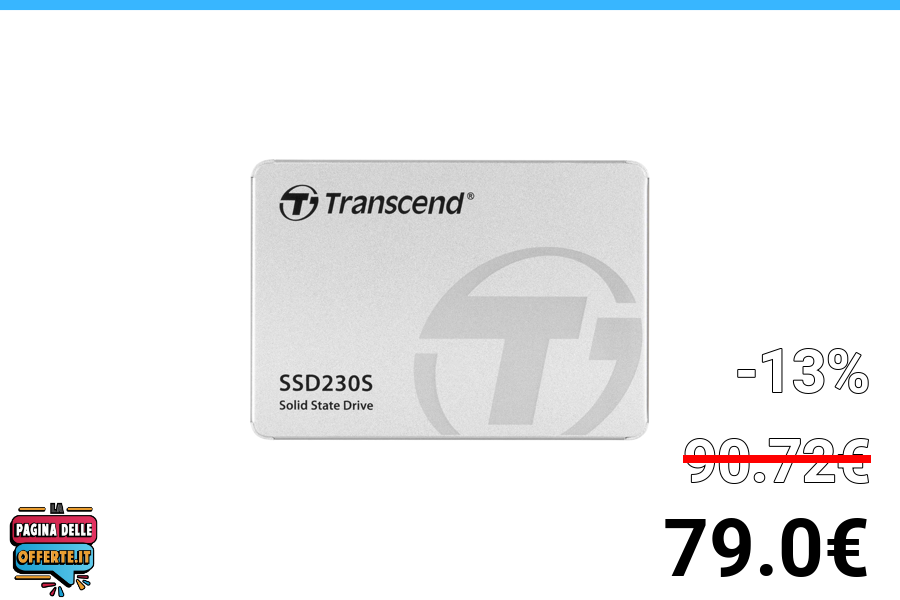 Transcend®
SSD230S
Solid State Drive
-13%
90.72€
79.0€
LA
PAGINA DELLE
OFFERTE.IT